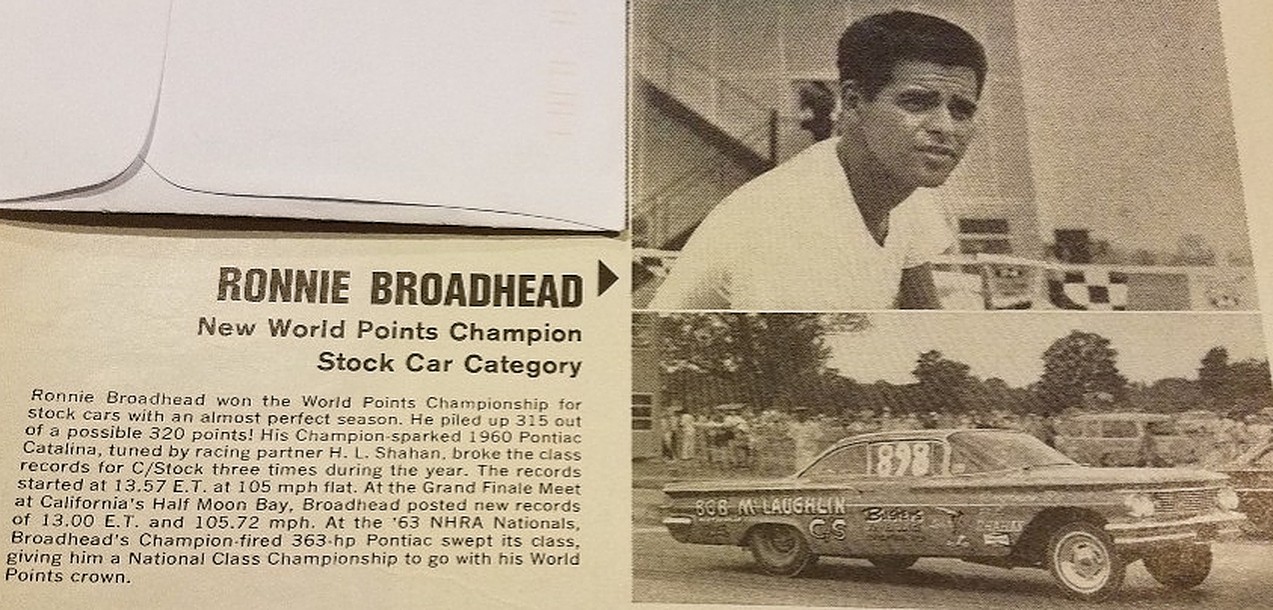 RONNIE BROADHEAD
New World Points Champion
Stock Car Category
Ronnie Broadhead won the World Points Championship for
stock cars with an almost perfect season. He piled up 315 out
of a possible 320 points! His Champion-sparked 1960 Pontiac
Catalina, tuned by racing partner H. L. Shahan, broke the class
records for C/Stock three times during the year. The records
started at 13.57 E.T. at 105 mph flat. At the Grand Finale Meet
at California's Half Moon Bay, Broadhead posted new records
of 13.00 E.T. and 105.72 mph. At the '63 NHRA Nationals,
Broadhead's Champion-fired 363-hp Pontiac swept its class,
giving him a National Class Championship to go with his World
Points crown.
898
BOB McLAUGHLIN
CS